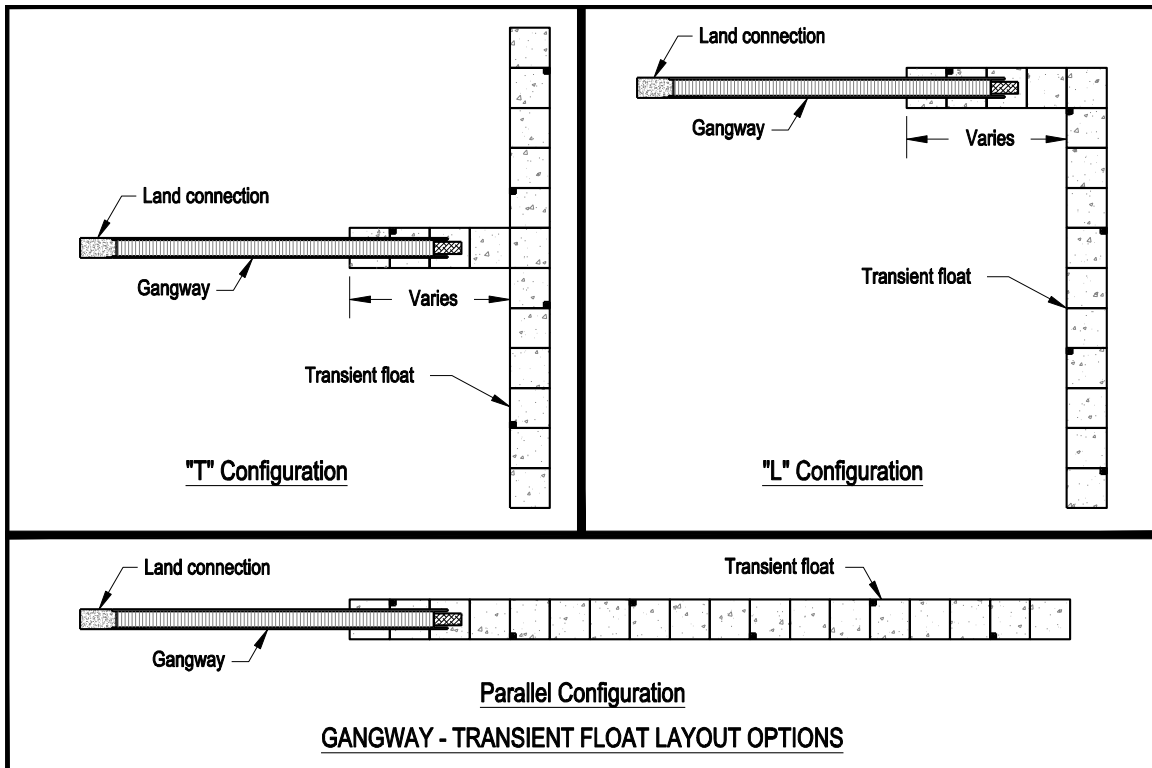 Land connection
Gangway
Varies
Transient float
"T" Configuration
Land connection
Gangway
Varies
Transient float
"L" Configuration
Land connection
Transient float
Gangway
Parallel Configuration
GANGWAY - TRANSIENT FLOAT LAYOUT OPTIONS